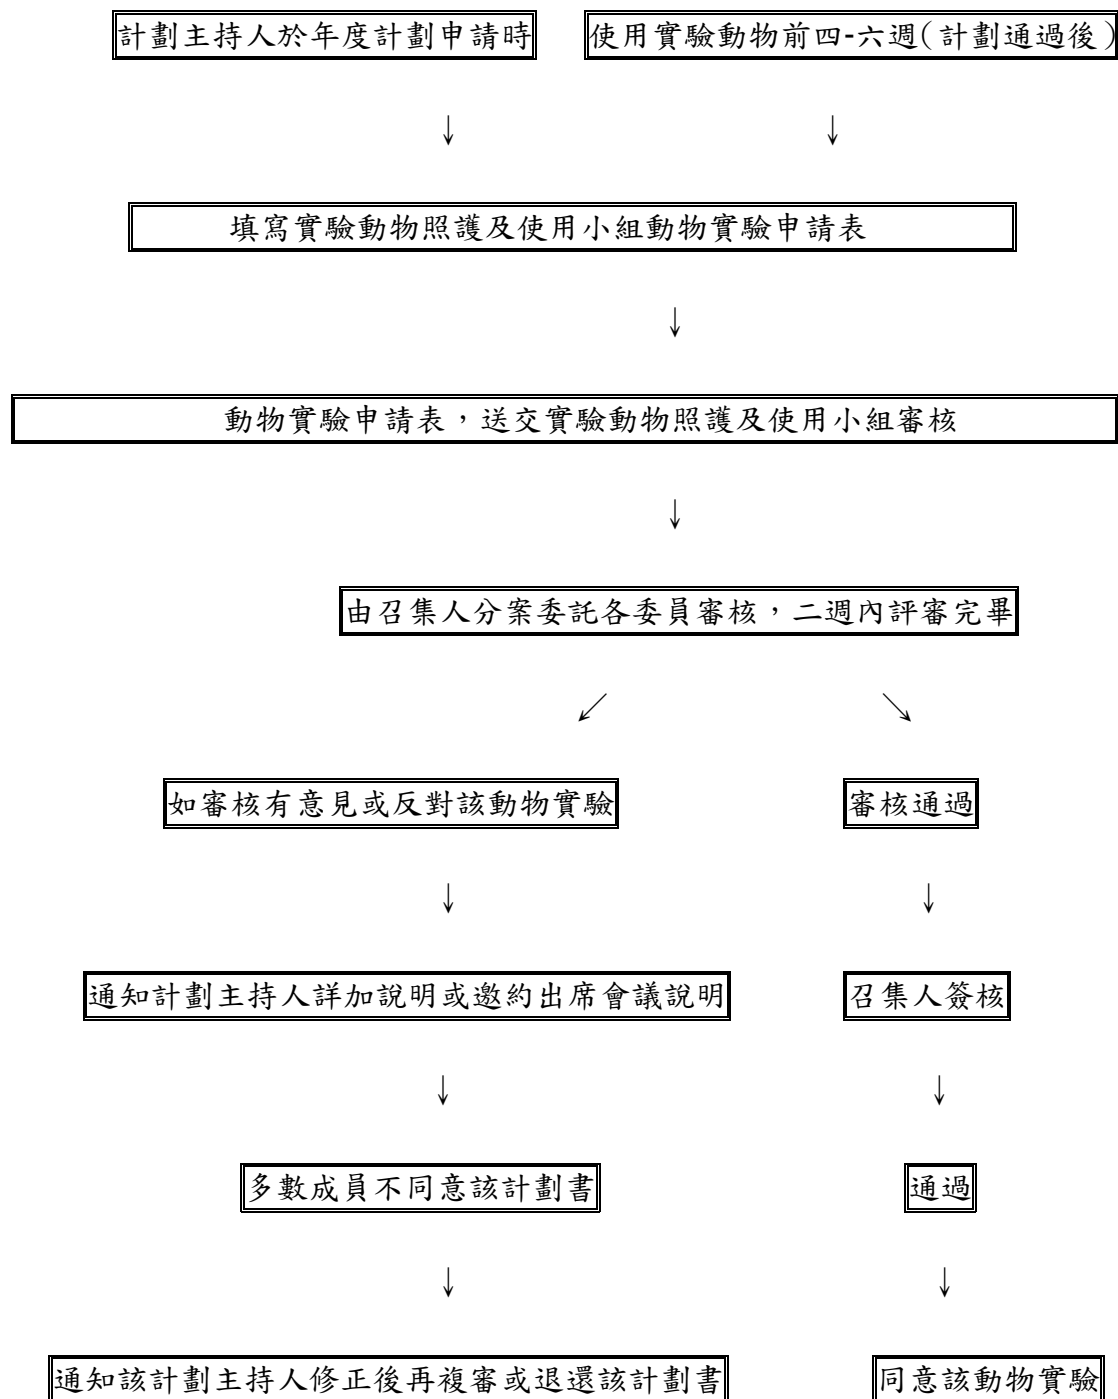 計劃主持人於年度計劃申請時 使用實驗動物前四-六週(計劃通過後)
↓ ↓
填寫實驗動物照護及使用小組動物實驗申請表
↓
動物實驗申請表，送交實驗動物照護及使用小組審核
↓
由召集人分案委託各委員審核，二週內評審完畢
↙ ↘
如審核有意見或反對該動物實驗 審核通過
↓ ↓
通知計劃主持人詳加說明或邀約出席會議說明 召集人簽核
↓ ↓
多數成員不同意該計劃書 通過
↓ ↓
通知該計劃主持人修正後再複審或退還該計劃書 同意該動物實驗